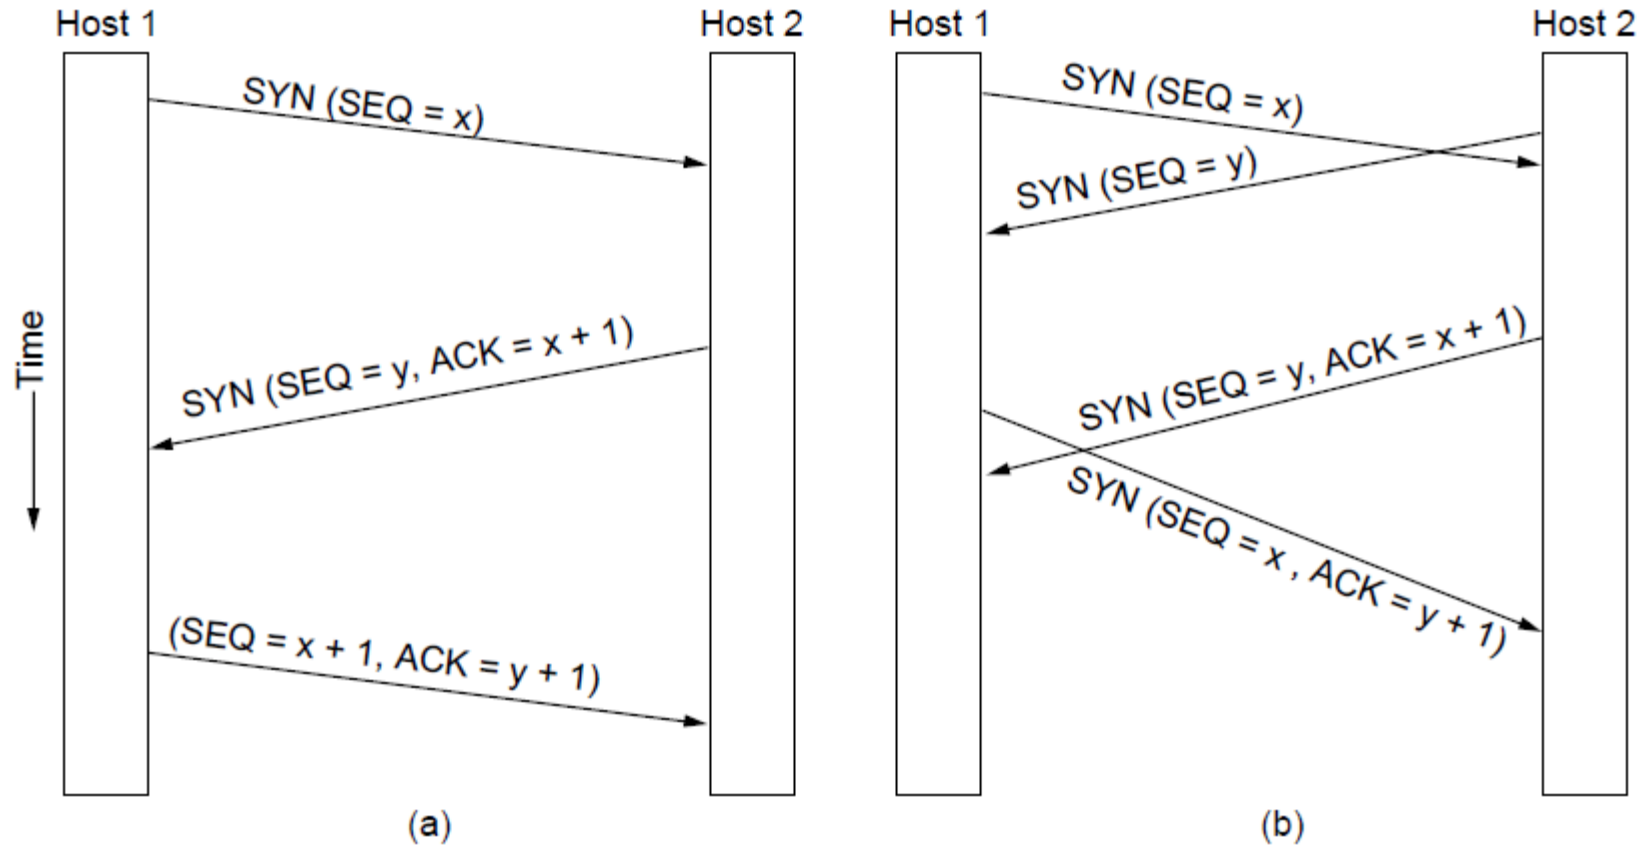 Host 1
Host 2
SYN (SEQ = x)
SYN (SEQ = y, ACK = x + 1)
(SEQ = x + 1, ACK = y + 1)
Time
(a)
Host 1
Host 2
SYN (SEQ = x)
SYN (SEQ = y)
SYN (SEQ = y, ACK = x + 1)
SYN (SEQ = x , ACK = y + 1)
(b)